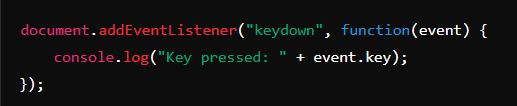 document.addEventListener("keydown", function(event) {
    console.log("Key pressed: " + event.key);
});